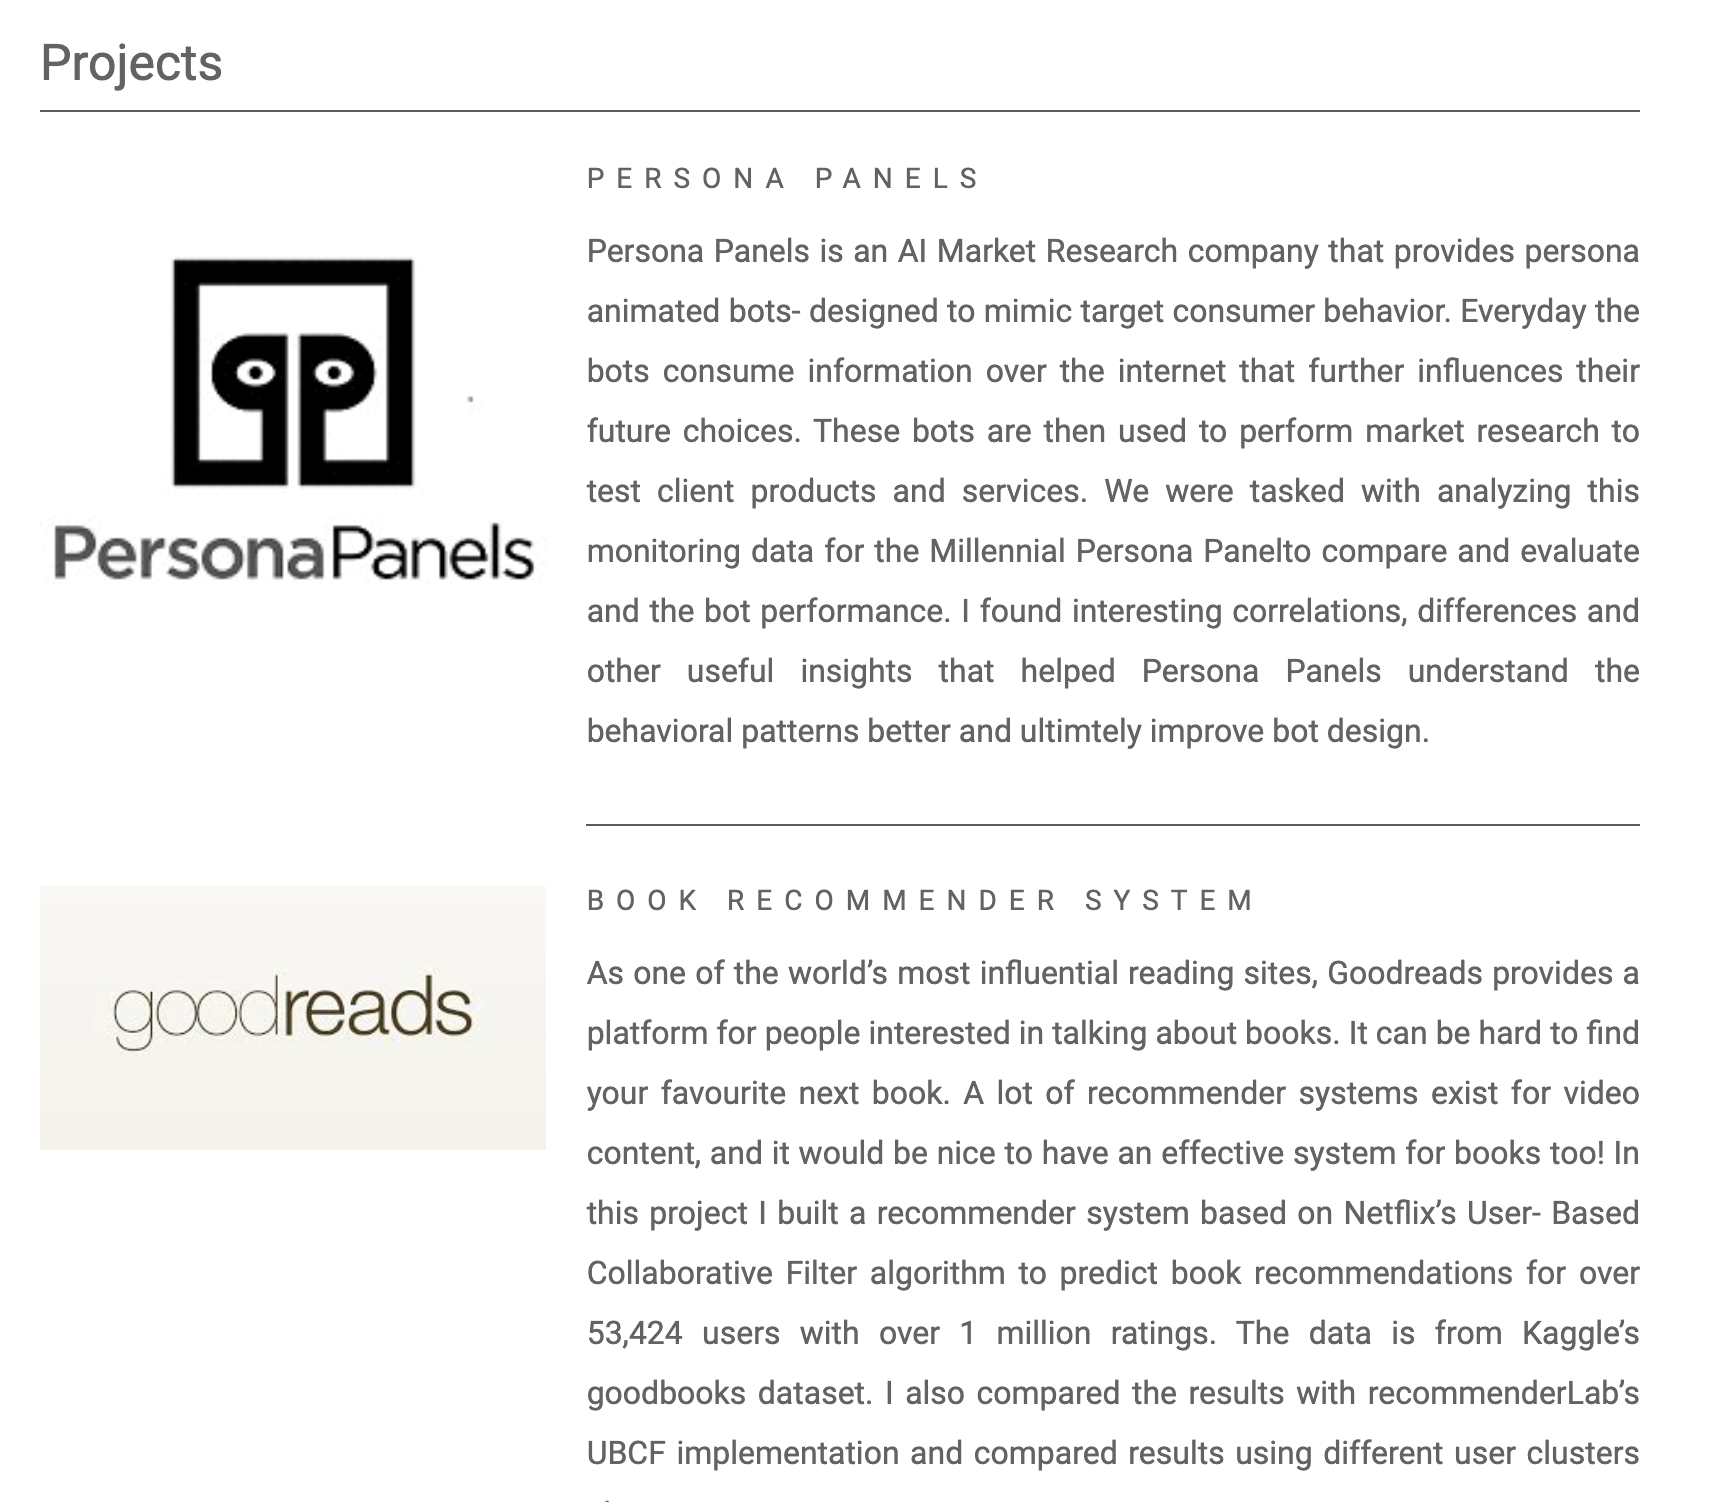 Projects
PERSONA PANELS
Persona Panels is an AI Market Research company that provides persona
animated bots- designed to mimic target consumer behavior. Everyday the
bots consume information over the internet that further influences their
future choices. These bots are then used to perform market research to
test client products and services. We were tasked with analyzing this
monitoring data for the Millennial Persona Panelto compare and evaluate
and the bot performance. I found interesting correlations, differences and
other useful insights that helped Persona Panels understand the
behavioral patterns better and ultimtely improve bot design.
PersonaPanels
BOOK RECOMMENDER SYSTEM
As one of the world’s most influential reading sites, Goodreads provides a
platform for people interested in talking about books. It can be hard to find
your favourite next book. A lot of recommender systems exist for video
content, and it would be nice to have an effective system for books too! In
this project I built a recommender system based on Netflix’s User- Based
Collaborative Filter algorithm to predict book recommendations for over
53,424 users with over 1 million ratings. The data is from Kaggle’s
goodbooks dataset. I also compared the results with recommenderLab’s
UBCF implementation and compared results using different user clusters
goodreads